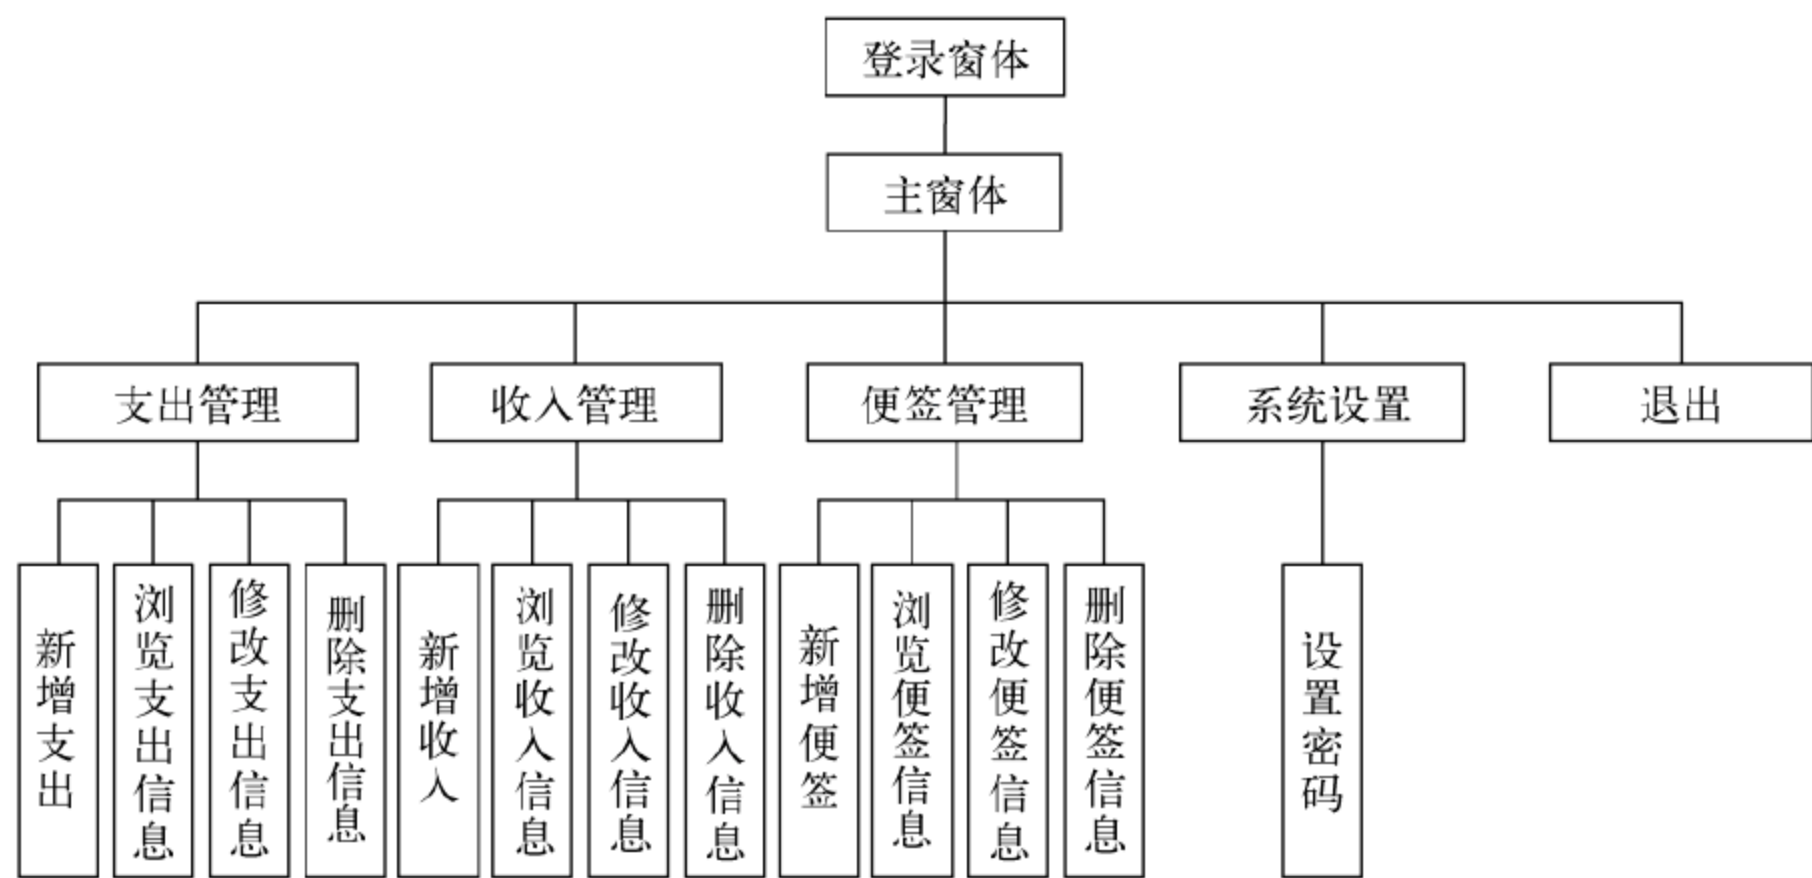 登录窗体
主窗体
支出管理
收入管理
便签管理
系统设置
退出
新增支出
浏览支出信息
修改支出信息
删除支出信息
新增收入
浏览收入信息
修改收入信息
删除收入信息
新增便签
浏览便签信息
修改便签信息
删除便签信息
设置密码